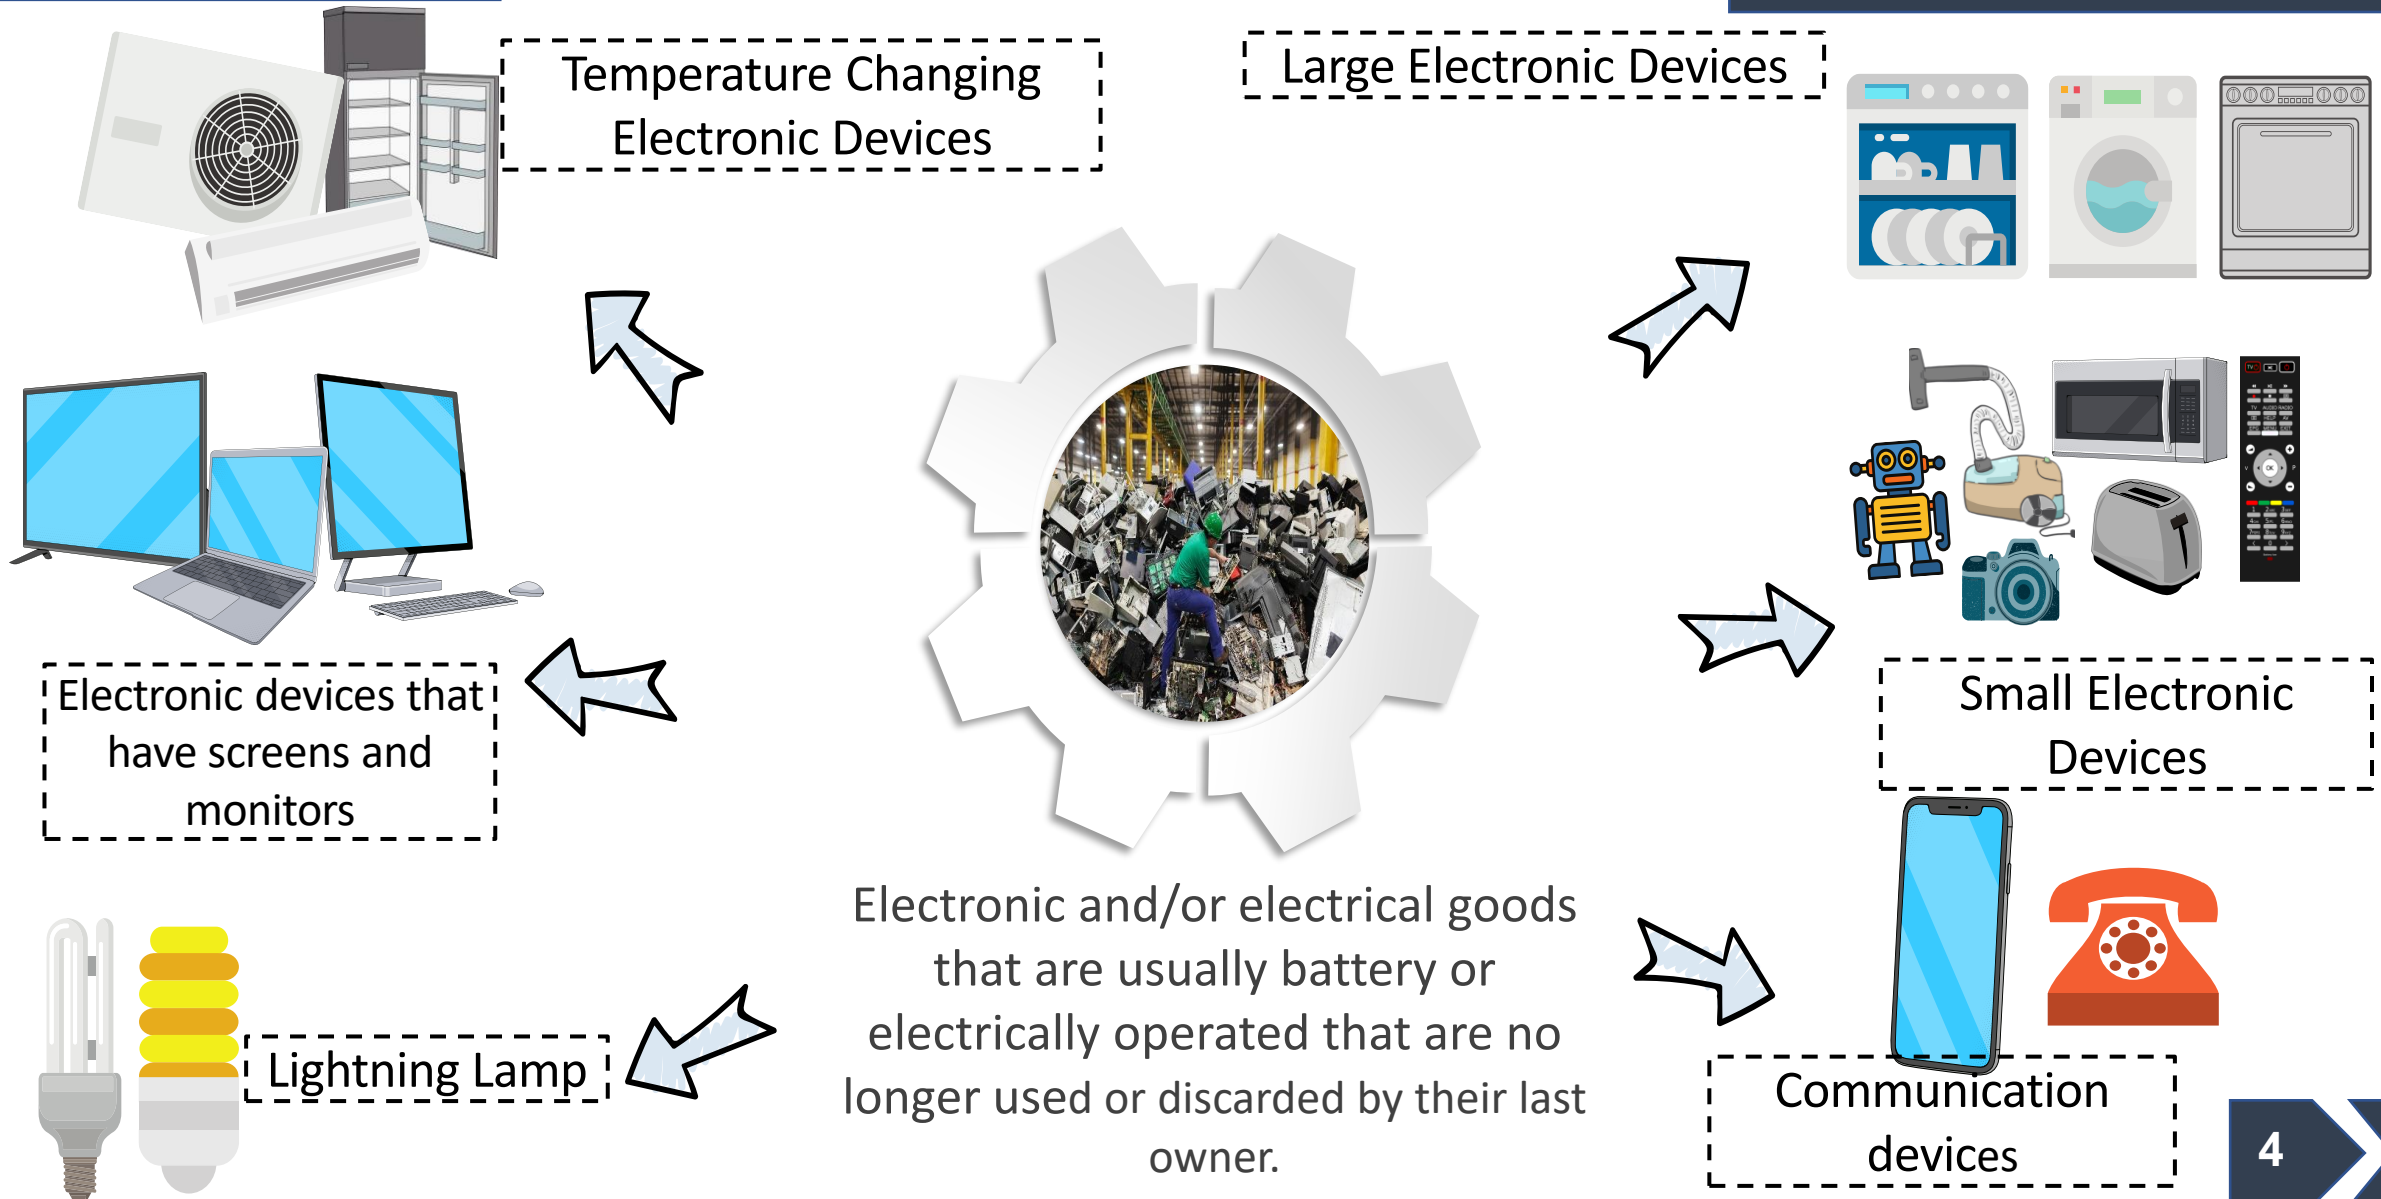 Temperature Changing
Electronic Devices
Large Electronic Devices
Electronic devices that
have screens and
monitors
Small Electronic
Devices
Lightning Lamp
Electronic and/or electrical goods
that are usually battery or
electrically operated that are no
longer used or discarded by their last
owner.
Communication
devices
4